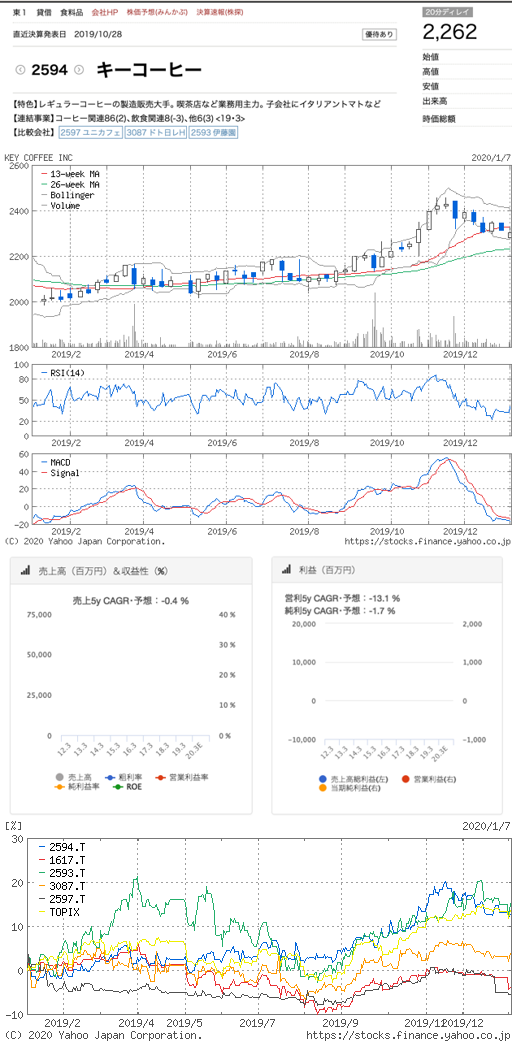 東1 貸借 食料品 会社HP 株価予想(みんかぶ) 決算速報(株探)
20分ディレイ
2,262
直近決算発表日 2019/10/28
優待あり
2594 キーコーヒー
始値
高値
安値
出来高
時価総額
【特色】レギュラーコーヒーの製造販売大手。喫茶店など業務用主力。子会社にイタリアントマトなど
【連結事業】コーヒー関連86(2)、飲食関連8(-3)、他6(3) <19・3>
【比較会社】 2597 ユニカフェ 3087 ドト日レH 2593 伊藤園
KEY COFFEE INC 2020/1/7
2600
13-week MA
26-week MA
Bollinger
Volume
2400
2200
2000
1800
2019/2 2019/4 2019/6 2019/8 2019/10 2019/12
100
RSI(14)
80
50
20
0
2019/2 2019/4 2019/6 2019/8 2019/10 2019/12
60
MACD
Signal
40
20
0
-20
2019/2 2019/4 2019/6 2019/8 2019/10 2019/12
(C) 2020 Yahoo Japan Corporation. https://stocks.finance.yahoo.co.jp
売上高（百万円）＆収益性（%）
売上5y CAGR・予想：-0.4 %
75,000 40 %
30 %
50,000
20 %
25,000
10 %
0 0 %
12.3 13.3 14.3 15.3 16.3 17.3 18.3 19.3 20.3E
売上高 粗利率 営業利益率
純利益率 ROE
利益（百万円）
営利5y CAGR・予想：-13.1 %
純利5y CAGR・予想：-1.7 %
20,000 2,000
10,000 1,000
0 0
-10,000 -1,000
12.3 13.3 14.3 15.3 16.3 17.3 18.3 19.3 20.3E
売上高総利益(左) 営業利益(右)
当期純利益(右)
[%] 2020/1/7
30
2594.T
1617.T
2593.T
3087.T
2597.T
TOPIX
20
10
0
-10
2019/2 2019/4 2019/5 2019/7 2019/9 2019/11 2019/12
(C) 2020 Yahoo Japan Corporation. https://stocks.finance.yahoo.co.jp